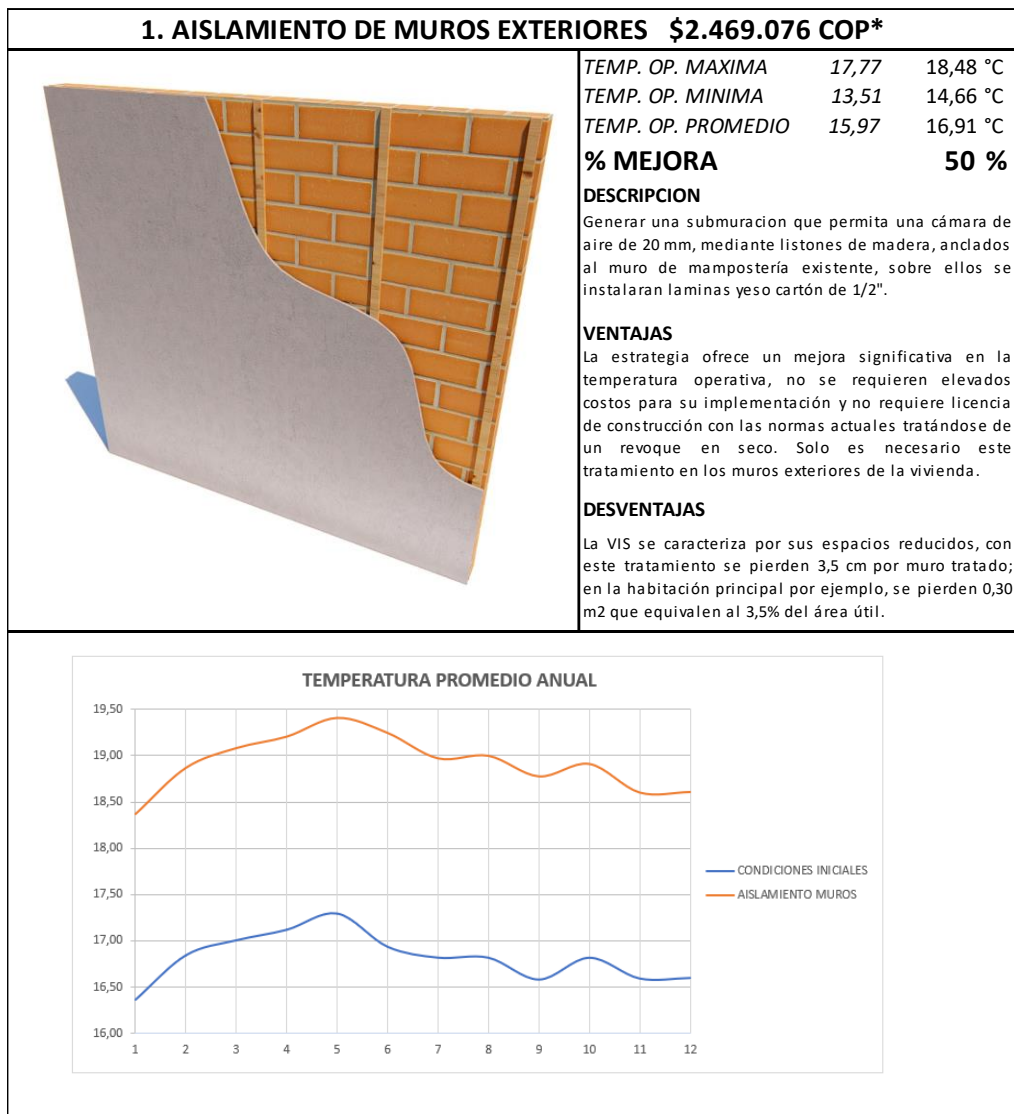 1. AISLAMIENTO DE MUROS EXTERIORES $2.469.076 COP*
TEMP. OP. MAXIMA 17,77 18,48 °C
TEMP. OP. MINIMA 13,51 14,66 °C
TEMP. OP. PROMEDIO 15,97 16,91 °C
% MEJORA 50 %
DESCRIPCION
Generar una submuracion que permita una cámara de
aire de 20 mm, mediante listones de madera, anclados
al muro de mampostería existente, sobre ellos se
instalaran laminas yeso cartón de 1/2".
VENTAJAS
La estrategia ofrece un mejora significativa en la
temperatura operativa, no se requieren elevados
costos para su implementación y no requiere licencia
de construcción con las normas actuales tratándose de
un revoque en seco. Solo es necesario este
tratamiento en los muros exteriores de la vivienda.
DESVENTAJAS
La VIS se caracteriza por sus espacios reducidos, con
este tratamiento se pierden 3,5 cm por muro tratado;
en la habitación principal por ejemplo, se pierden 0,30
m2 que equivalen al 3,5% del área útil.
TEMPERATURA PROMEDIO ANUAL
19,50
19,00
18,50
18,00
17,50
17,00
16,50
16,00
1 2 3 4 5 6 7 8 9 10 11 12
CONDICIONES INICIALES
AISLAMIENTO MUROS